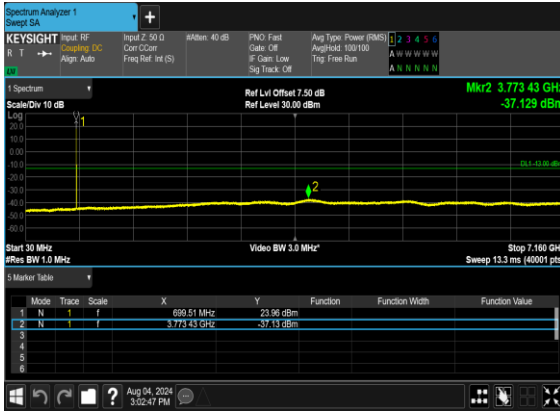 Spectrum Analyzer 1
Swept SA
KEYSIGHT
R T
LXI
Input: RF
Coupling: DC
Align: Auto
Input Z: 50 Ω
Corr CCorr
Freq Ref: Int (S)
#Atten: 40 dB
PNO: Fast
Gate: Off
IF Gain: Low
Sig Track: Off
Avg Type: Power (RMS)
Avg|Hold: 100/100
Trig: Free Run
1 2 3 4 5 6
A W W W W W
A N N N N N
1 Spectrum
Scale/Div 10 dB
Log
Ref Lvl Offset 7.50 dB
Ref Level 30.00 dBm
Mkr2 3.773 43 GHz
-37.129 dBm
20.0
10.0
0.00
-10.0
-20.0
-30.0
-40.0
-50.0
-60.0
1
2
DL1 -13.00 dBm
Start 30 MHz
#Res BW 1.0 MHz
Video BW 3.0 MHz*
Stop 7.160 GHz
Sweep 13.3 ms (40001 pts)
5 Marker Table
Mode Trace Scale X Y Function Function Width Function Value
1 N 1 f 699.51 MHz 23.96 dBm
2 N 1 f 3.773 43 GHz -37.13 dBm
3
4
5
6
?
Aug 04, 2024
3:02:47 PM